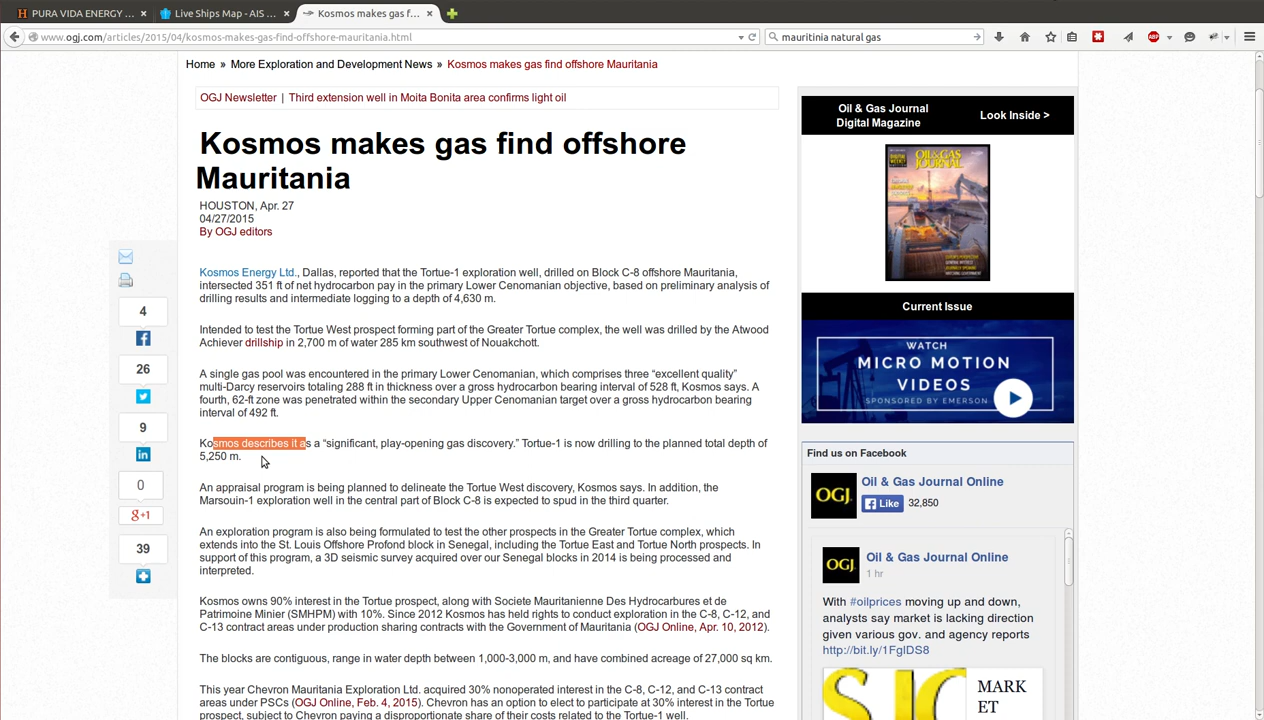 PURA VIDA ENERGY ...
Live Ships Map - AIS ...
Kosmos makes gas f...
www.ogj.com/articles/2015/04/kosmos-makes-gas-find-offshore-mauritania.html
mauritinia natural gas
Home » More Exploration and Development News » Kosmos makes gas find offshore Mauritania
OGJ Newsletter | Third extension well in Moita Bonita area confirms light oil
Kosmos makes gas find offshore
Mauritania
HOUSTON, Apr. 27
04/27/2015
By OGJ editors
Kosmos Energy Ltd., Dallas, reported that the Tortue-1 exploration well, drilled on Block C-8 offshore Mauritania,
intersected 351 ft of net hydrocarbon pay in the primary Lower Cenomanian objective, based on preliminary analysis of
drilling results and intermediate logging to a depth of 4,630 m.
Intended to test the Tortue West prospect forming part of the Greater Tortue complex, the well was drilled by the Atwood
Achiever drillship in 2,700 m of water 285 km southwest of Nouakchott.
A single gas pool was encountered in the primary Lower Cenomanian, which comprises three “excellent quality”
multi-Darcy reservoirs totaling 288 ft in thickness over a gross hydrocarbon bearing interval of 528 ft, Kosmos says. A
fourth, 62-ft zone was penetrated within the secondary Upper Cenomanian target over a gross hydrocarbon bearing
interval of 492 ft.
Kosmos describes it as a “significant, play-opening gas discovery.” Tortue-1 is now drilling to the planned total depth of
5,250 m.
An appraisal program is being planned to delineate the Tortue West discovery, Kosmos says. In addition, the
Marsouin-1 exploration well in the central part of Block C-8 is expected to spud in the third quarter.
An exploration program is also being formulated to test the other prospects in the Greater Tortue complex, which
extends into the St. Louis Offshore Profond block in Senegal, including the Tortue East and Tortue North prospects. In
support of this program, a 3D seismic survey acquired over our Senegal blocks in 2014 is being processed and
interpreted.
Kosmos owns 90% interest in the Tortue prospect, along with Societe Mauritanienne Des Hydrocarbures et de
Patrimoine Minier (SMHPM) with 10%. Since 2012 Kosmos has held rights to conduct exploration in the C-8, C-12, and
C-13 contract areas under production sharing contracts with the Government of Mauritania (OGJ Online, Apr. 10, 2012).
The blocks are contiguous, range in water depth between 1,000-3,000 m, and have combined acreage of 27,000 sq km.
This year Chevron Mauritania Exploration Ltd. acquired 30% nonoperated interest in the C-8, C-12, and C-13 contract
areas under PSCs (OGJ Online, Feb. 4, 2015). Chevron has an option to elect to participate at 30% interest in the Tortue
prospect, subject to Chevron paying a disproportionate share of their costs related to the Tortue-1 well.
4
26
9
0
g+1
39
Oil & Gas Journal
Digital Magazine
Look Inside >
OIL&GAS
JOURNAL
Current Issue
WATCH
MICRO MOTION
VIDEOS
SPONSORED BY EMERSON
Find us on Facebook
OGJ
Oil & Gas Journal Online
Like
32,850
OGJ
Oil & Gas Journal Online
1 hr
With #oilprices moving up and down,
analysts say market is lacking direction
given various gov. and agency reports
http://bit.ly/1FglDS8
MARK
ET